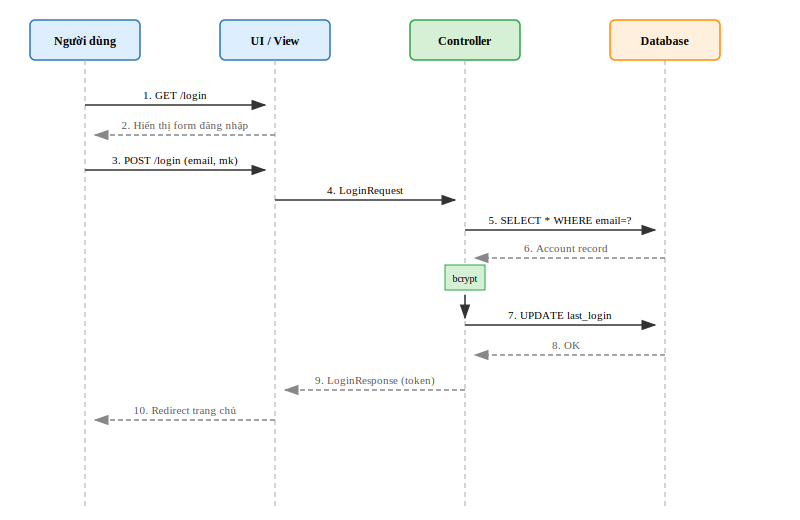 Người dùng
UI / View
Controller
Database
1. GET /login
2. Hiển thị form đăng nhập
3. POST /login (email, mk)
4. LoginRequest
5. SELECT * WHERE email=?
6. Account record
bcrypt
7. UPDATE last_login
8. OK
9. LoginResponse (token)
10. Redirect trang chủ